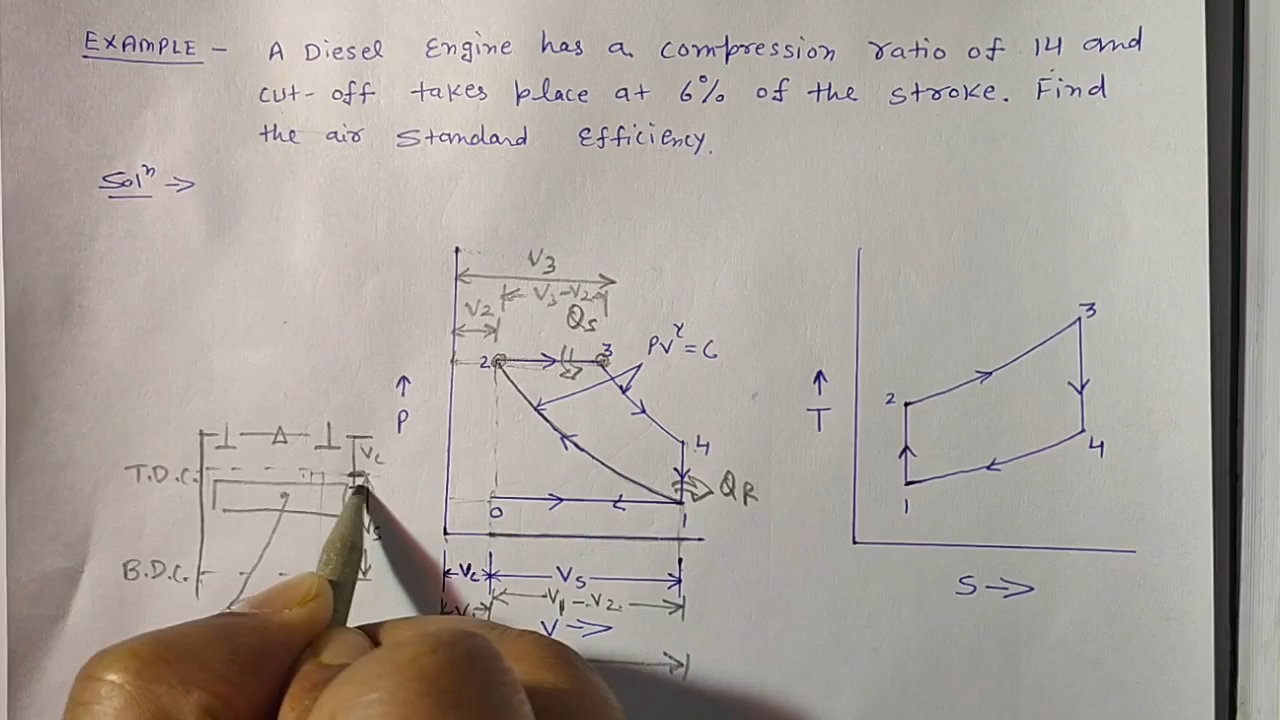 EXAMPLE - A Diesel Engine has a compression ratio of 14 and
cut-off takes place at 6% of the stroke. Find
the air standard Efficiency.
Solⁿ →
V3
V3-V2
V2
Qs
2
3
PVᵞ = C
↑
P
4
QR
0
1
Vc
Vs
V1-V2
V →
T.D.C.
Vc
B.D.C.
↑
T
3
2
4
1
S →